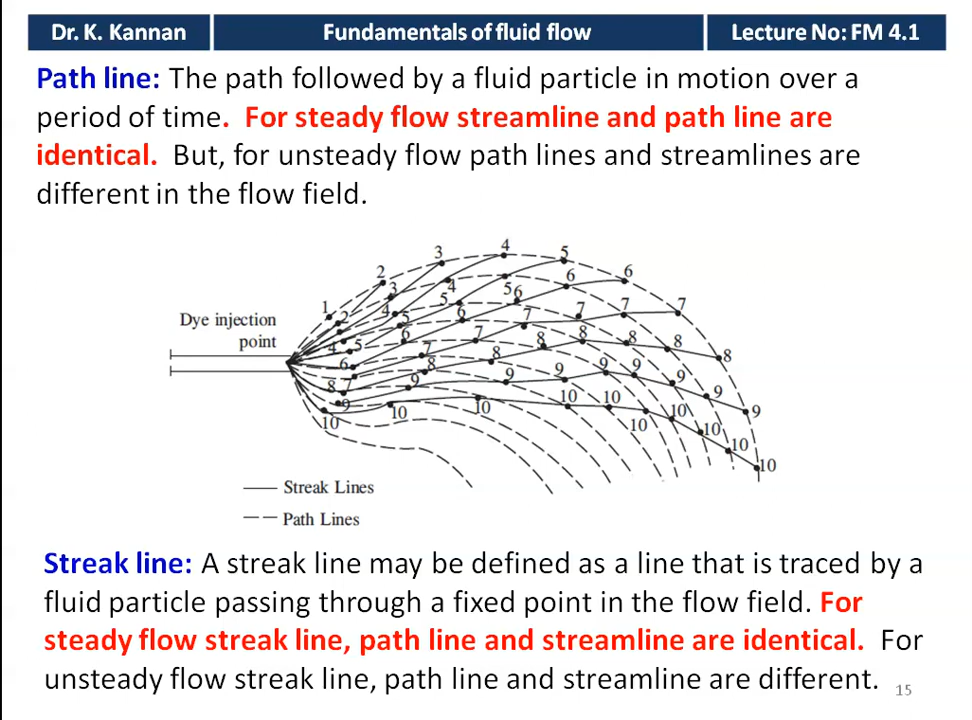 Dr. K. Kannan
Fundamentals of fluid flow
Lecture No: FM 4.1
Path line: The path followed by a fluid particle in motion over a
period of time. For steady flow streamline and path line are
identical. But, for unsteady flow path lines and streamlines are
different in the flow field.
3 4 5
2 6
1 2 3 4 5 6 6 7
Dye injection
point
4 5 4 5 6 7 7 7
4 5 6 7 8 8 8 8 8
6 7 8 9 9 9 9 9
8 7 9
9 10 10 10 10 10 10 9
10 10 10
10
Streak Lines
Path Lines
Streak line: A streak line may be defined as a line that is traced by a
fluid particle passing through a fixed point in the flow field. For
steady flow streak line, path line and streamline are identical. For
unsteady flow streak line, path line and streamline are different.
15